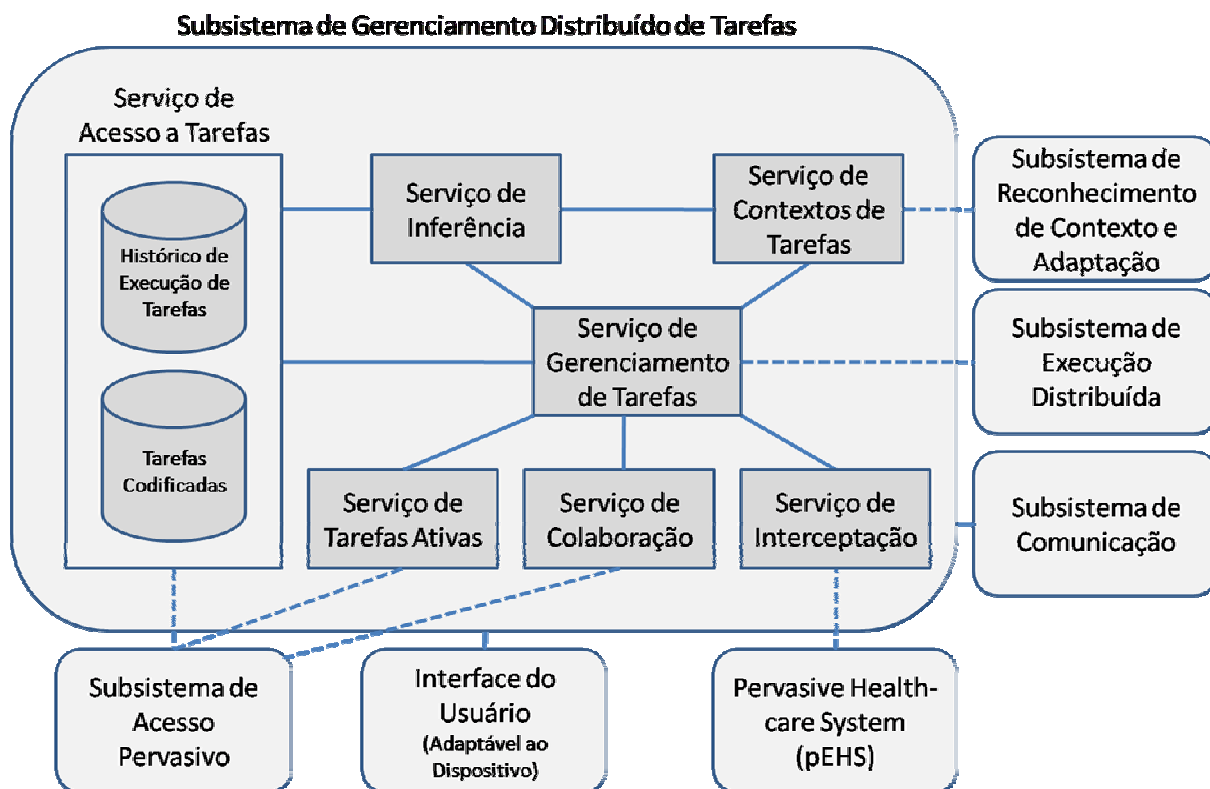 Subsistema de Gerenciamento Distribuído de Tarefas
Serviço de
Acesso a Tarefas
Histórico de
Execução de
Tarefas
Tarefas
Codificadas
Serviço de
Inferência
Serviço de
Contextos de
Tarefas
Serviço de
Gerenciamento
de Tarefas
Serviço de
Tarefas Ativas
Serviço de
Colaboração
Serviço de
Interceptação
Subsistema de
Reconhecimento
de Contexto e
Adaptação
Subsistema de
Execução
Distribuída
Subsistema de
Comunicação
Subsistema de
Acesso
Pervasivo
Interface do
Usuário
(Adaptável ao
Dispositivo)
Pervasive Health-
care System
(pEHS)